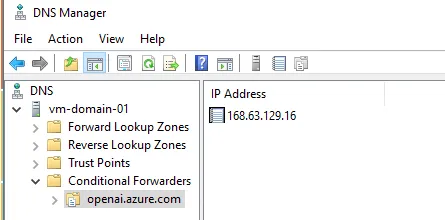 DNS Manager
File Action View Help
DNS
vm-domain-01
Forward Lookup Zones
Reverse Lookup Zones
Trust Points
Conditional Forwarders
openai.azure.com
IP Address
168.63.129.16